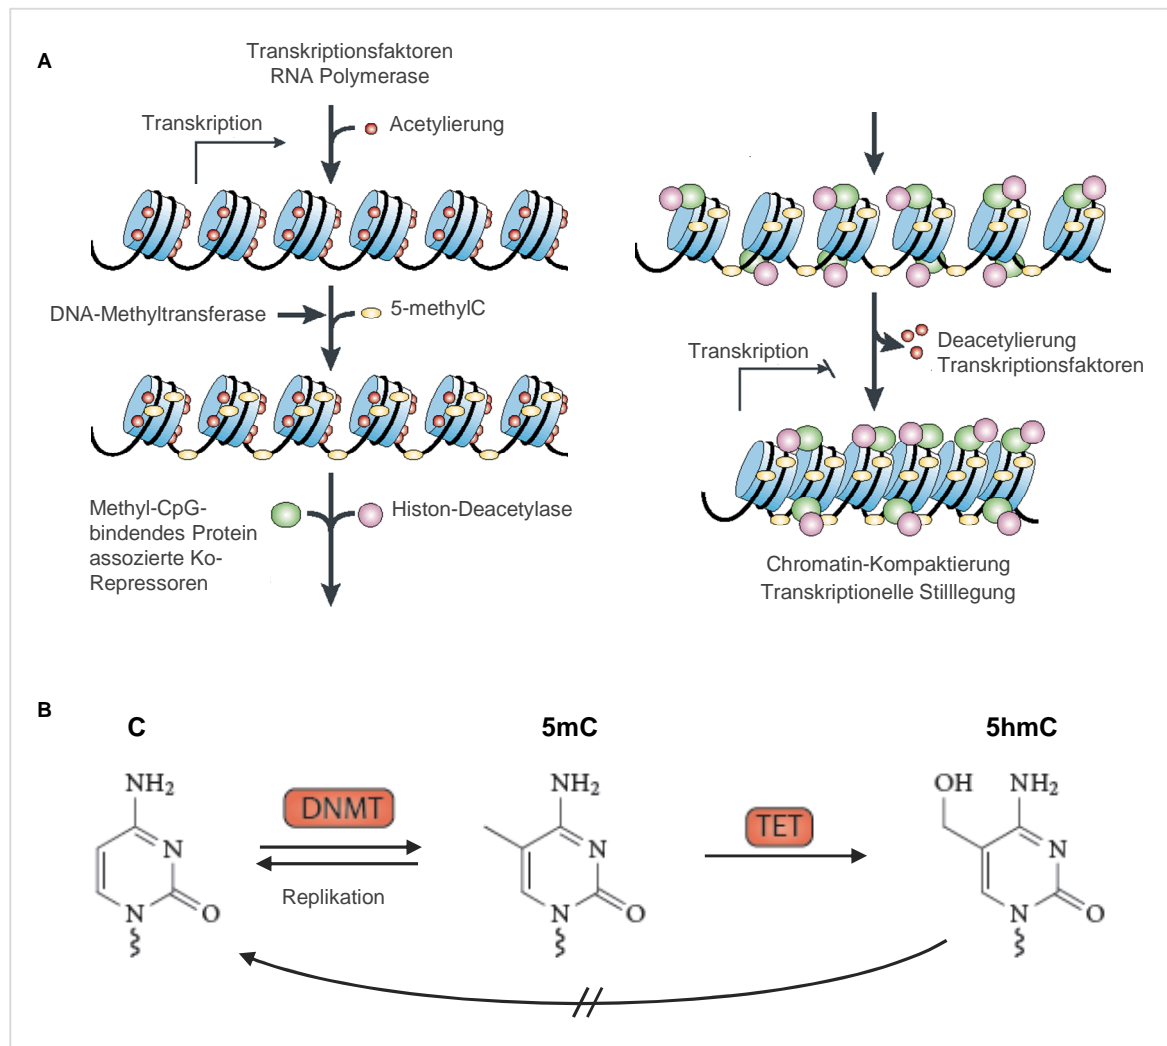 A
Transkriptionsfaktoren
RNA Polymerase
Transkription
Acetylierung
DNA-Methyltransferase
5-methylC
Methyl-CpG-
bindendes Protein
assozierte Ko-
Repressoren
Histon-Deacetylase
Transkription
Deacetylierung
Transkriptionsfaktoren
Chromatin-Kompaktierung
Transkriptionelle Stilllegung
B
C
5mC
5hmC
NH2
N
N
O
DNMT
Replikation
NH2
N
N
O
TET
OH
NH2
N
N
O